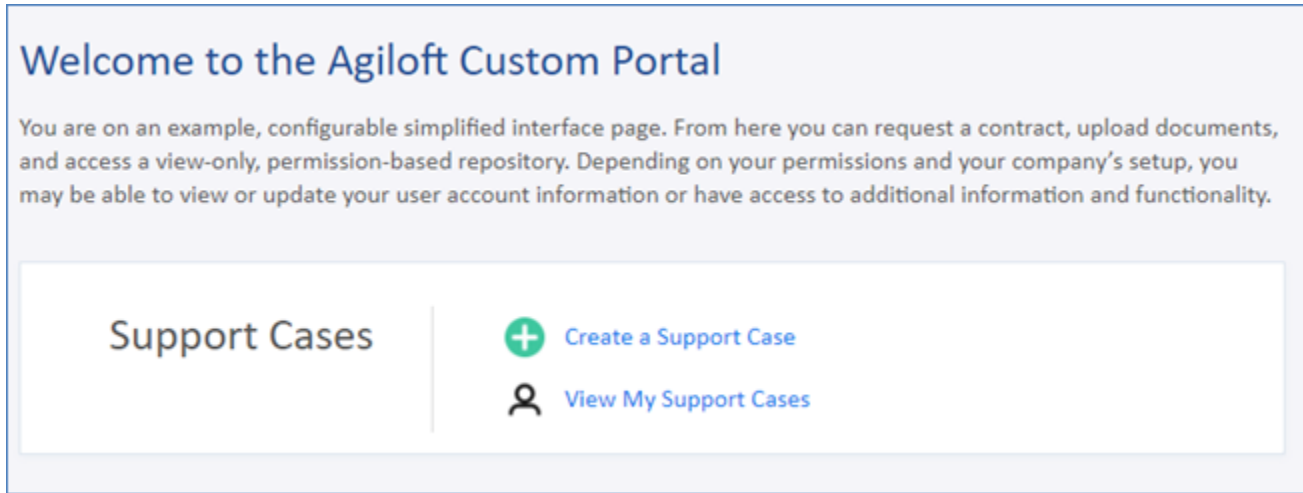 Welcome to the Agiloft Custom Portal
You are on an example, configurable simplified interface page. From here you can request a contract, upload documents,
and access a view-only, permission-based repository. Depending on your permissions and your company’s setup, you
may be able to view or update your user account information or have access to additional information and functionality.
Support Cases
Create a Support Case
View My Support Cases